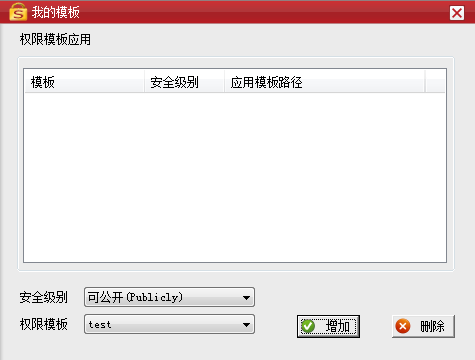 我的模板
权限模板应用
模板 安全级别 应用模板路径
安全级别 可公开(Publicly)
权限模板 test 增加 删除